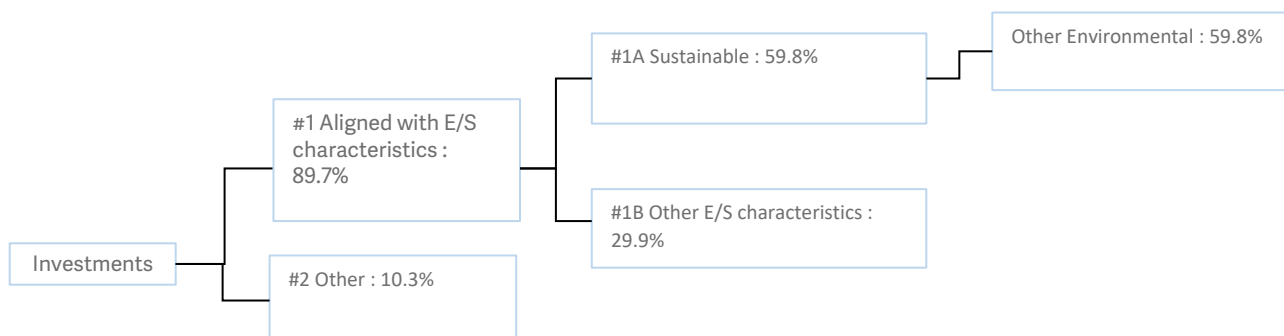 Investments
#1 Aligned with E/S
characteristics :
89.7%
#2 Other : 10.3%
#1A Sustainable : 59.8%
#1B Other E/S characteristics :
29.9%
Other Environmental : 59.8%